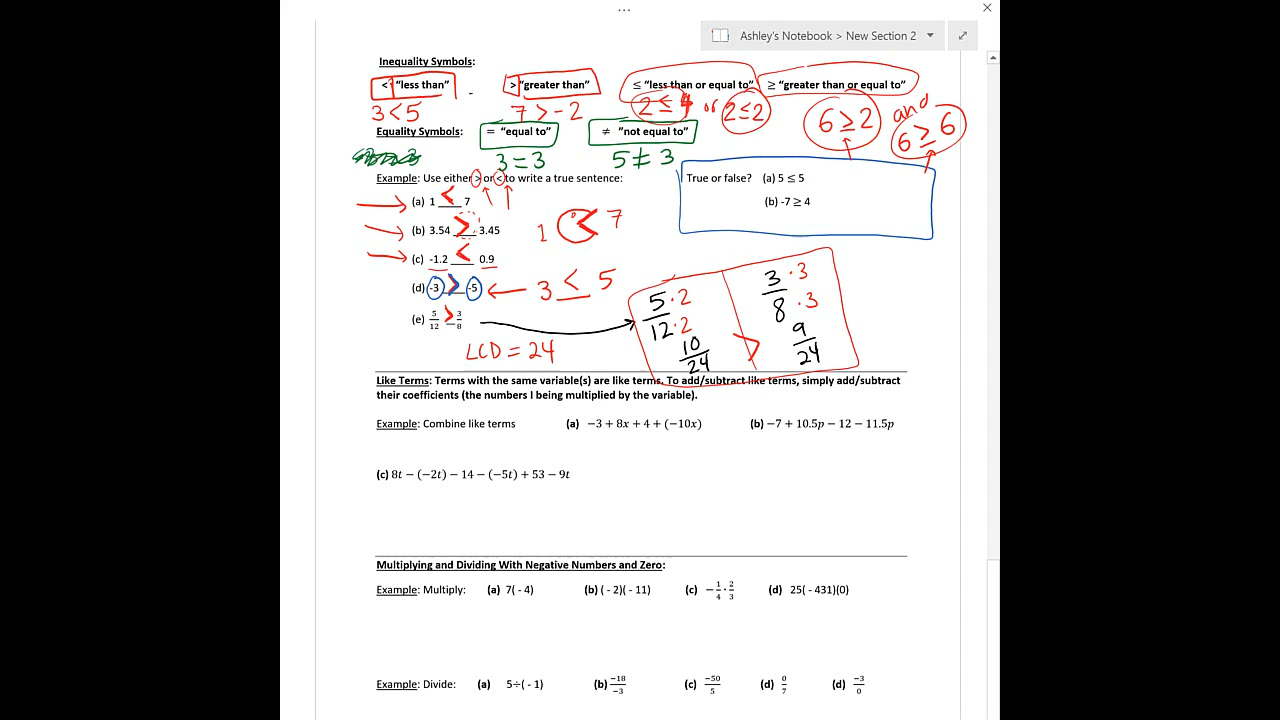 Ashley's Notebook > New Section 2
Inequality Symbols:
< "less than" > "greater than" ≤ "less than or equal to" ≥ "greater than or equal to"
3 < 5 7 > -2 2 ≤ 4 or 2 ≤ 2 6 ≥ 2 and 6 ≥ 6
Equality Symbols: = "equal to" ≠ "not equal to"
3 = 3 5 ≠ 3
Example: Use either > or < to write a true sentence:
True or false? (a) 5 ≤ 5
(b) -7 ≥ 4
(a) 1 < 7
(b) 3.54 > 3.45
1 < 7
(c) -1.2 < 0.9
(d) -3 > -5
3 < 5
(e) 5/12 > 3/8
LCD = 24
5·2 3·3
12·2 8·3
10/24 > 9/24
Like Terms: Terms with the same variable(s) are like terms. To add/subtract like terms, simply add/subtract
their coefficients (the numbers I being multiplied by the variable).
Example: Combine like terms (a) −3 + 8x + 4 + (−10x) (b) −7 + 10.5p − 12 − 11.5p
(c) 8t − (−2t) − 14 − (−5t) + 53 − 9t
Multiplying and Dividing With Negative Numbers and Zero:
Example: Multiply: (a) 7( - 4) (b) ( - 2)( - 11) (c) −1/4 · 2/3 (d) 25( - 431)(0)
Example: Divide: (a) 5÷( - 1) (b) −18/−3 (c) −50/5 (d) 0/7 (d) −3/0